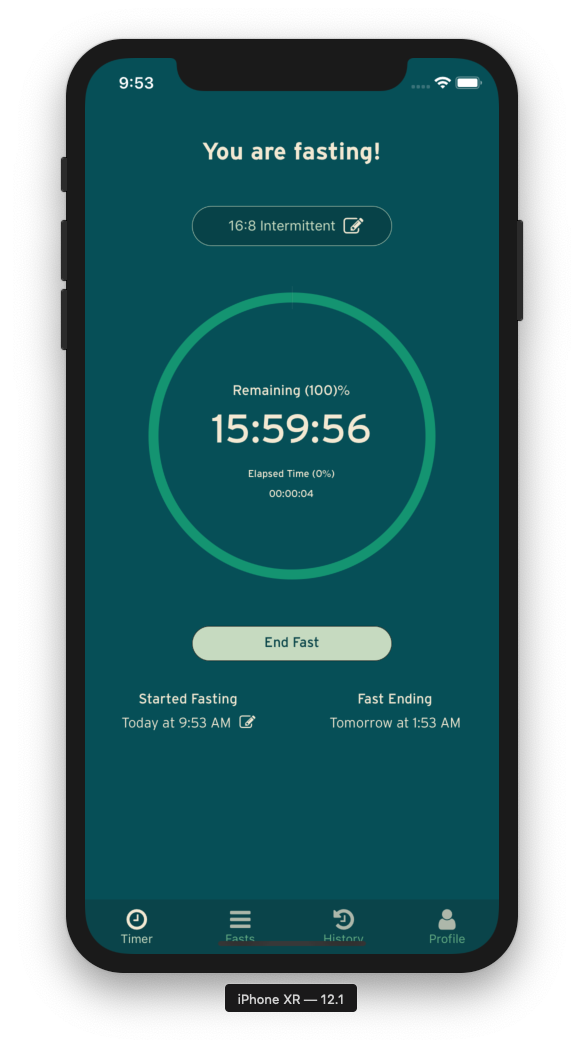 9:53
You are fasting!
16:8 Intermittent
Remaining (100)%
15:59:56
Elapsed Time (0%)
00:00:04
End Fast
Started Fasting
Today at 9:53 AM
Fast Ending
Tomorrow at 1:53 AM
Timer
Fasts
History
Profile
iPhone XR — 12.1